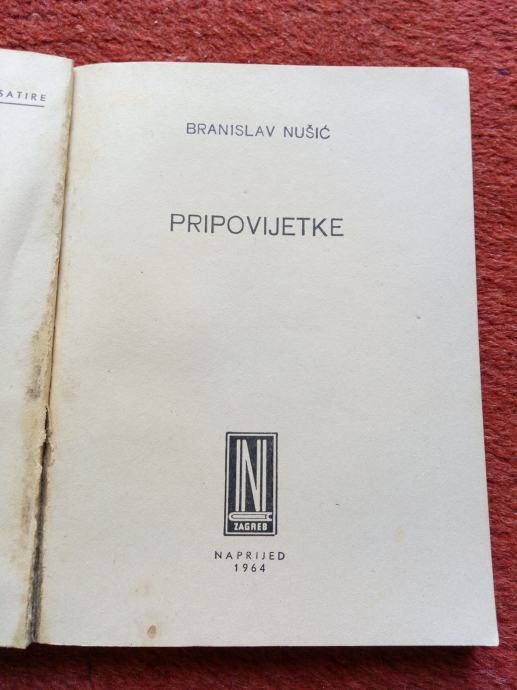 SATIRE
BRANISLAV NUŠIĆ
PRIPOVIJETKE
N
ZAGREB
NAPRIJED
1964